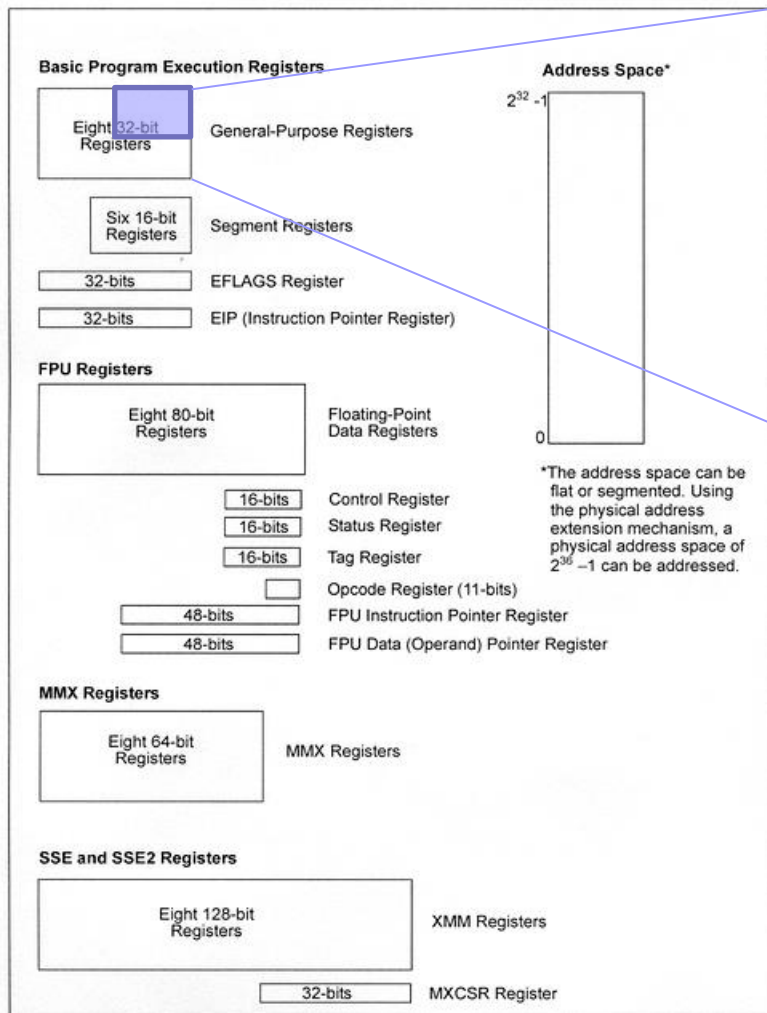 Basic Program Execution Registers
Eight 32-bit
Registers
General-Purpose Registers
Six 16-bit
Registers
Segment Registers
32-bits
EFLAGS Register
32-bits
EIP (Instruction Pointer Register)
FPU Registers
Eight 80-bit
Registers
Floating-Point
Data Registers
16-bits
Control Register
16-bits
Status Register
16-bits
Tag Register
Opcode Register (11-bits)
48-bits
FPU Instruction Pointer Register
48-bits
FPU Data (Operand) Pointer Register
MMX Registers
Eight 64-bit
Registers
MMX Registers
SSE and SSE2 Registers
Eight 128-bit
Registers
XMM Registers
32-bits
MXCSR Register
Address Space*
2³² -1
0
*The address space can be
flat or segmented. Using
the physical address
extension mechanism, a
physical address space of
2³⁶ –1 can be addressed.